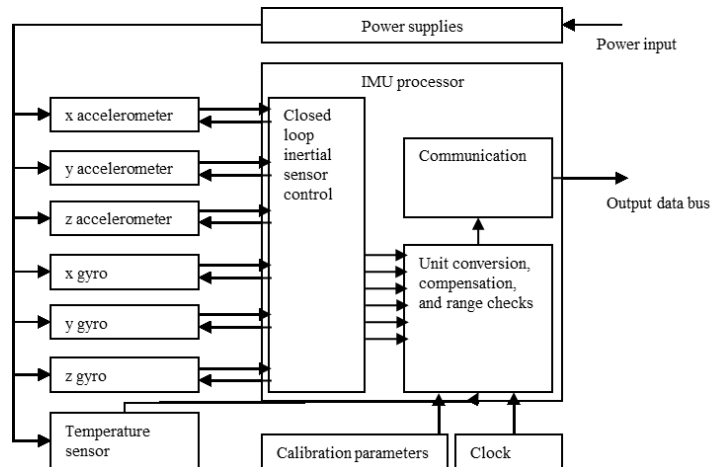 Power supplies
Power input
IMU processor
x accelerometer
Closed
loop
inertial
sensor
control
y accelerometer
Communication
z accelerometer
Output data bus
x gyro
Unit conversion,
compensation,
and range checks
y gyro
z gyro
Temperature
sensor
Calibration parameters
Clock